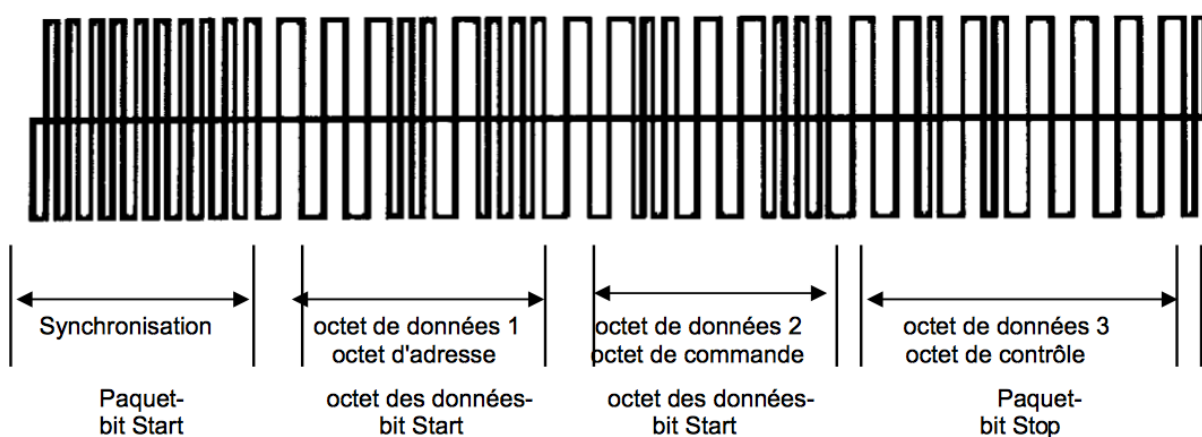 Synchronisation
octet de données 1
octet d'adresse
octet de données 2
octet de commande
octet de données 3
octet de contrôle
Paquet-
bit Start
octet des données-
bit Start
octet des données-
bit Start
Paquet-
bit Stop